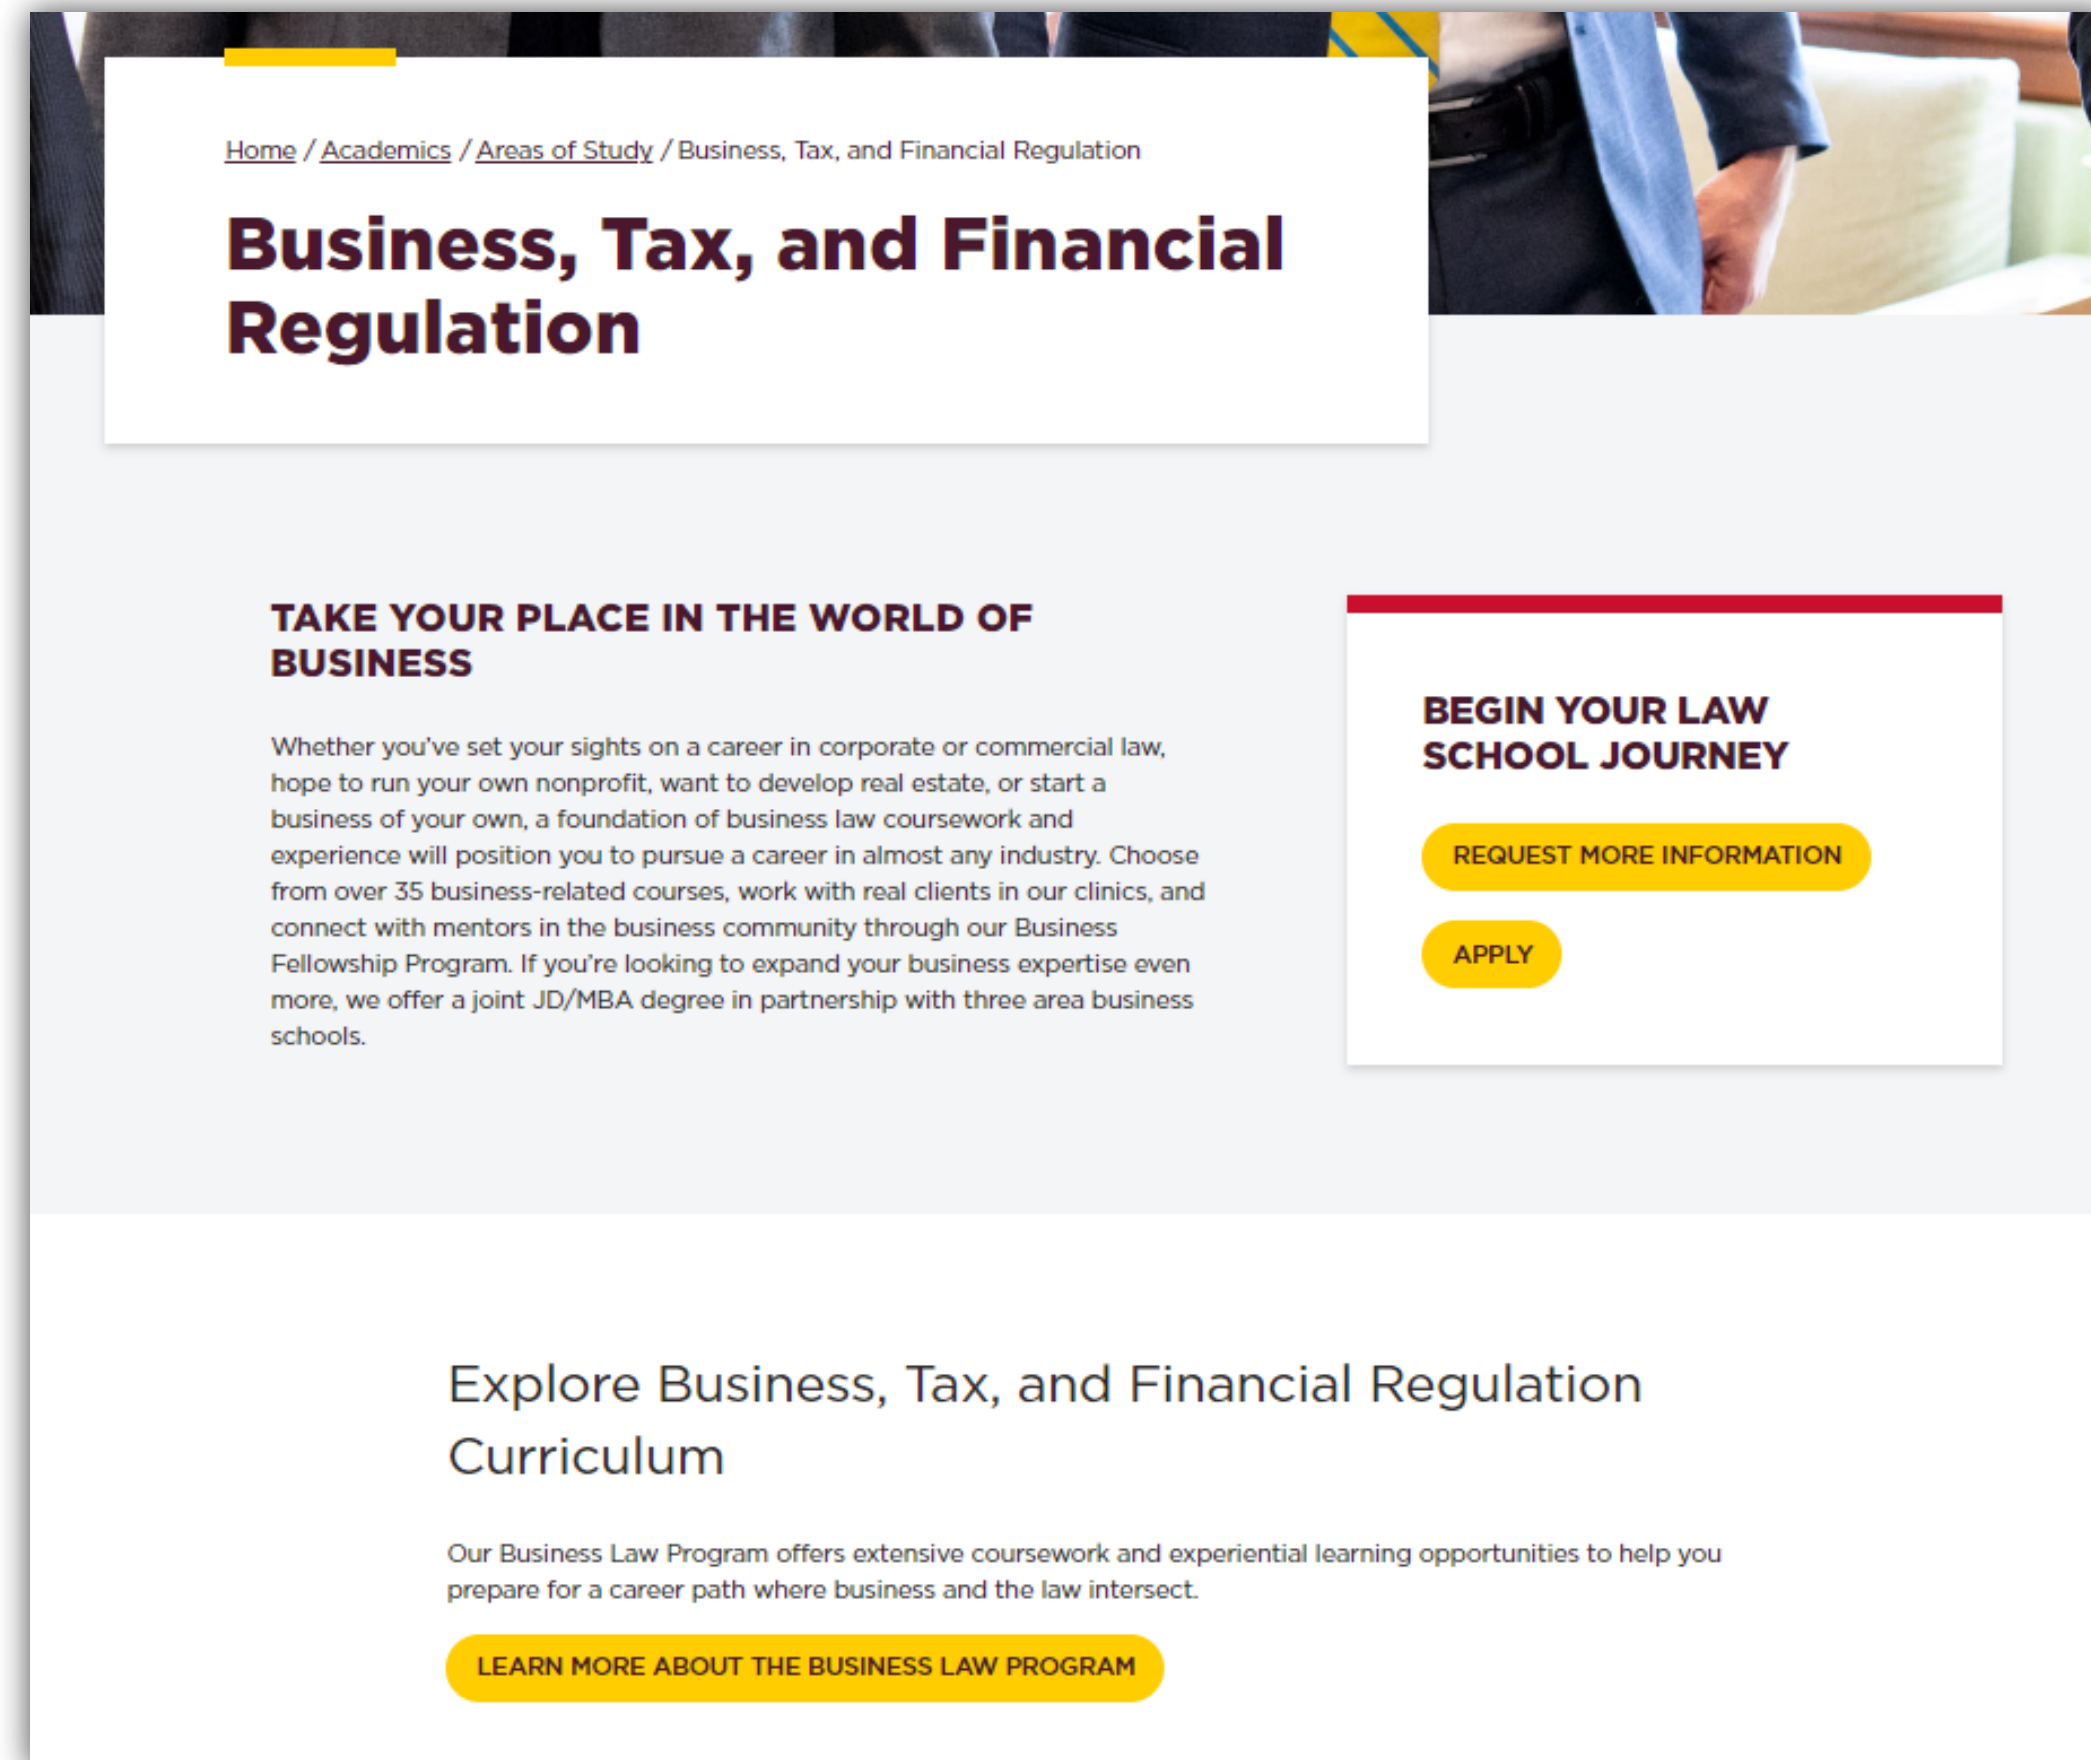 Home / Academics / Areas of Study / Business, Tax, and Financial Regulation
Business, Tax, and Financial
Regulation
TAKE YOUR PLACE IN THE WORLD OF
BUSINESS
Whether you've set your sights on a career in corporate or commercial law,
hope to run your own nonprofit, want to develop real estate, or start a
business of your own, a foundation of business law coursework and
experience will position you to pursue a career in almost any industry. Choose
from over 35 business-related courses, work with real clients in our clinics, and
connect with mentors in the business community through our Business
Fellowship Program. If you're looking to expand your business expertise even
more, we offer a joint JD/MBA degree in partnership with three area business
schools.
BEGIN YOUR LAW
SCHOOL JOURNEY
REQUEST MORE INFORMATION
APPLY
Explore Business, Tax, and Financial Regulation
Curriculum
Our Business Law Program offers extensive coursework and experiential learning opportunities to help you
prepare for a career path where business and the law intersect.
LEARN MORE ABOUT THE BUSINESS LAW PROGRAM